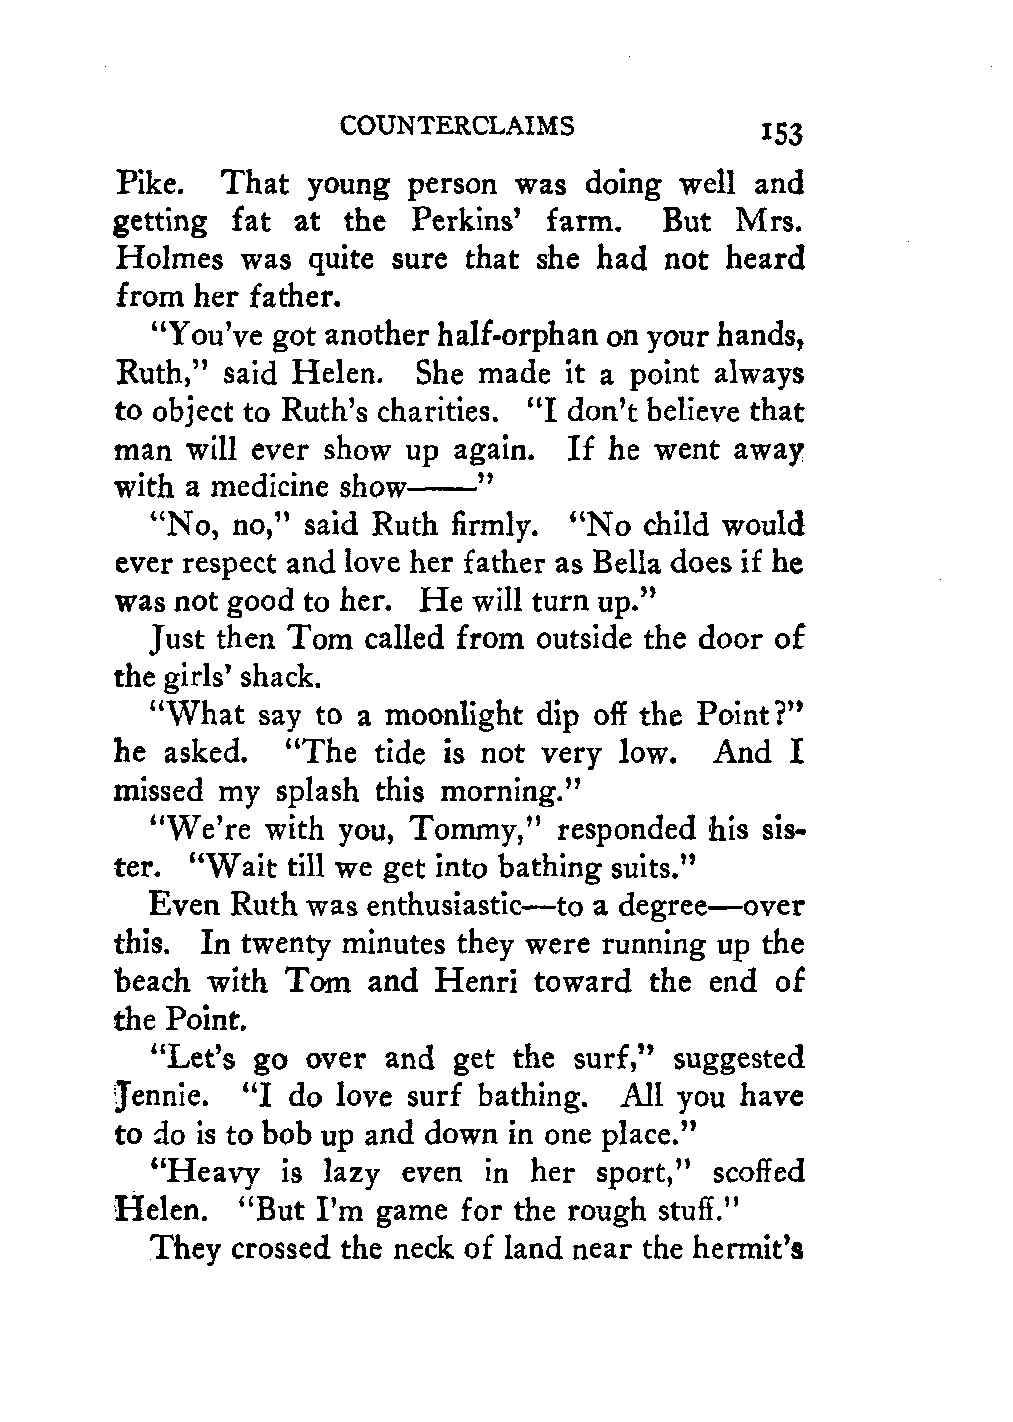 COUNTERCLAIMS 153
Pike. That young person was doing well and
getting fat at the Perkins' farm. But Mrs.
Holmes was quite sure that she had not heard
from her father.
"You've got another half-orphan on your hands,
Ruth," said Helen. She made it a point always
to object to Ruth's charities. "I don't believe that
man will ever show up again. If he went away
with a medicine show——"
"No, no," said Ruth firmly. "No child would
ever respect and love her father as Bella does if he
was not good to her. He will turn up."
Just then Tom called from outside the door of
the girls' shack.
"What say to a moonlight dip off the Point?"
he asked. "The tide is not very low. And I
missed my splash this morning."
"We're with you, Tommy," responded his sis-
ter. "Wait till we get into bathing suits."
Even Ruth was enthusiastic—to a degree—over
this. In twenty minutes they were running up the
beach with Tom and Henri toward the end of
the Point.
"Let's go over and get the surf," suggested
Jennie. "I do love surf bathing. All you have
to do is to bob up and down in one place."
"Heavy is lazy even in her sport," scoffed
Helen. "But I'm game for the rough stuff."
They crossed the neck of land near the hermit's